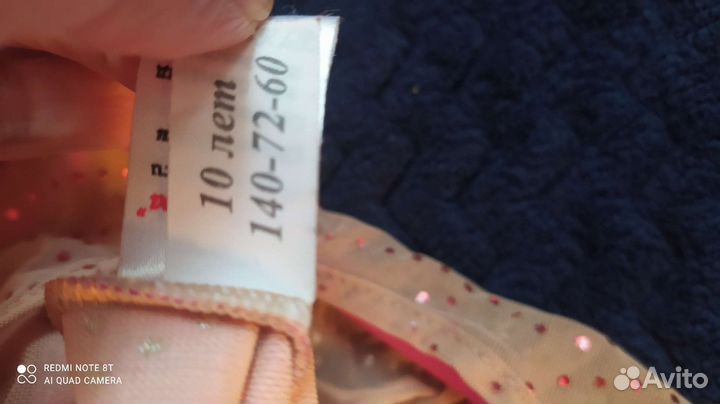 10 лет
140-72-60
REDMI NOTE 8T
AI QUAD CAMERA
Avito